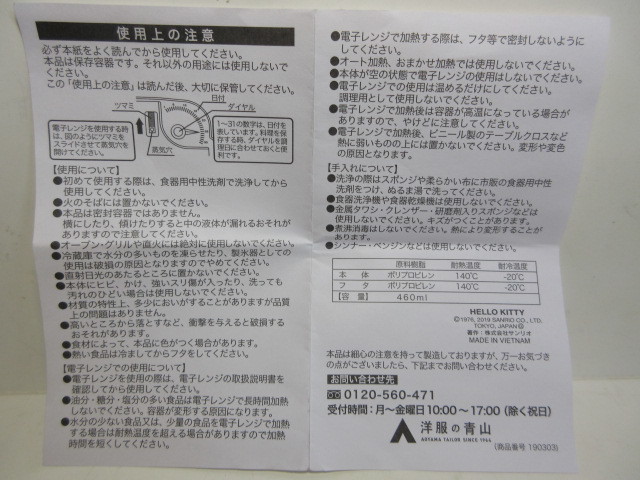 使用上の注意
必ず本紙をよく読んでから使用してください。
本品は保存容器です。それ以外の用途には使用しないで
ください。
この「使用上の注意」は読んだ後、大切に保管してください。
日付
ツマミ
ダイヤル
電子レンジを使用する時
は、図のようにツマミを
スライドさせて蒸気穴を
開けてください。
蒸気穴
1〜31の数字は、日付を
表しています。料理を保
存する時、ダイヤルを調
理日に合わせておくと便
利です。
【使用について】
●初めて使用する際は、食器用中性洗剤で洗浄してから
使用してください。
●火のそばには置かないでください。
●本品は密封容器ではありません。
横にしたり、傾けたりすると中の液体が漏れるおそれが
ありますので注意してください。
●オーブン・グリルや直火には絶対に使用しないでください。
●冷蔵庫で水分の多いものを凍らせたり、製氷器としての
使用は破損の原因となりますのでやめてください。
●直射日光のあたるところに置かないでください。
●本体にヒビ、かけ、強いスリ傷が入ったり、洗っても
汚れのひどい場合は使用しないでください。
●材質の特性上、多少においがすることがありますが品質
上の問題はありません。
●高いところから落とすなど、衝撃を与えると破損する
おそれがあります。
●食材によって、本品に色がつく場合があります。
●熱い食品は冷ましてからフタをしてください。
【電子レンジでの使用について】
●電子レンジを使用の際は、電子レンジの取扱説明書を
確認してから使用してください。
●油分・糖分・塩分の多い食品は電子レンジで長時間加熱
しないでください。容器が変形する原因になります。
●水分の少ない食品又は、少量の食品を電子レンジで加熱
する場合は耐熱温度を超える場合がありますので加熱
時間を短くしてください。
●電子レンジで加熱する際は、フタ等で密封しないように
してください。
●オート加熱、おまかせ加熱では使用しないでください。
●本体が空の状態で電子レンジの使用はしないでください。
●電子レンジでの使用は温めるだけにしてください。
調理用として使用しないでください。
●電子レンジで加熱後は容器が高温になっている場合が
ありますので、やけどに注意してください。
●電子レンジで加熱後、ビニール製のテーブルクロスなど
熱に弱いものの上には置かないでください。変形や変色
の原因となります。
【手入れについて】
●洗浄の際はスポンジや柔らかい布に市販の食器用中性
洗剤をつけ、ぬるま湯で洗ってください。
●食器洗浄機や食器乾燥機は使用しないでください。
●金属タワシ・クレンザー・研磨剤入りスポンジなどは
使用しないでください。キズがつくことがあります。
●煮沸消毒はしないでください。熱により変形することが
あります。
●シンナー・ベンジンなどは使用しないでください。
原料樹脂 耐熱温度 耐冷温度
本 体 ポリプロピレン 140℃ -20℃
フ タ ポリプロピレン 140℃ -20℃
【容 量】 460ml
HELLO KITTY
©1976, 2019 SANRIO CO., LTD.
TOKYO, JAPAN Ⓛ
著作：株式会社サンリオ
MADE IN VIETNAM
本品は細心の注意を持って製造しておりますが、万一お気づき
の点がございましたら、下記までお問い合わせください。
お問い合わせ先
0120-560-471
受付時間：月〜金曜日10:00〜17:00（除く祝日）
洋服の青山
AOYAMA TAILOR SINCE 1964
（商品番号 190303）